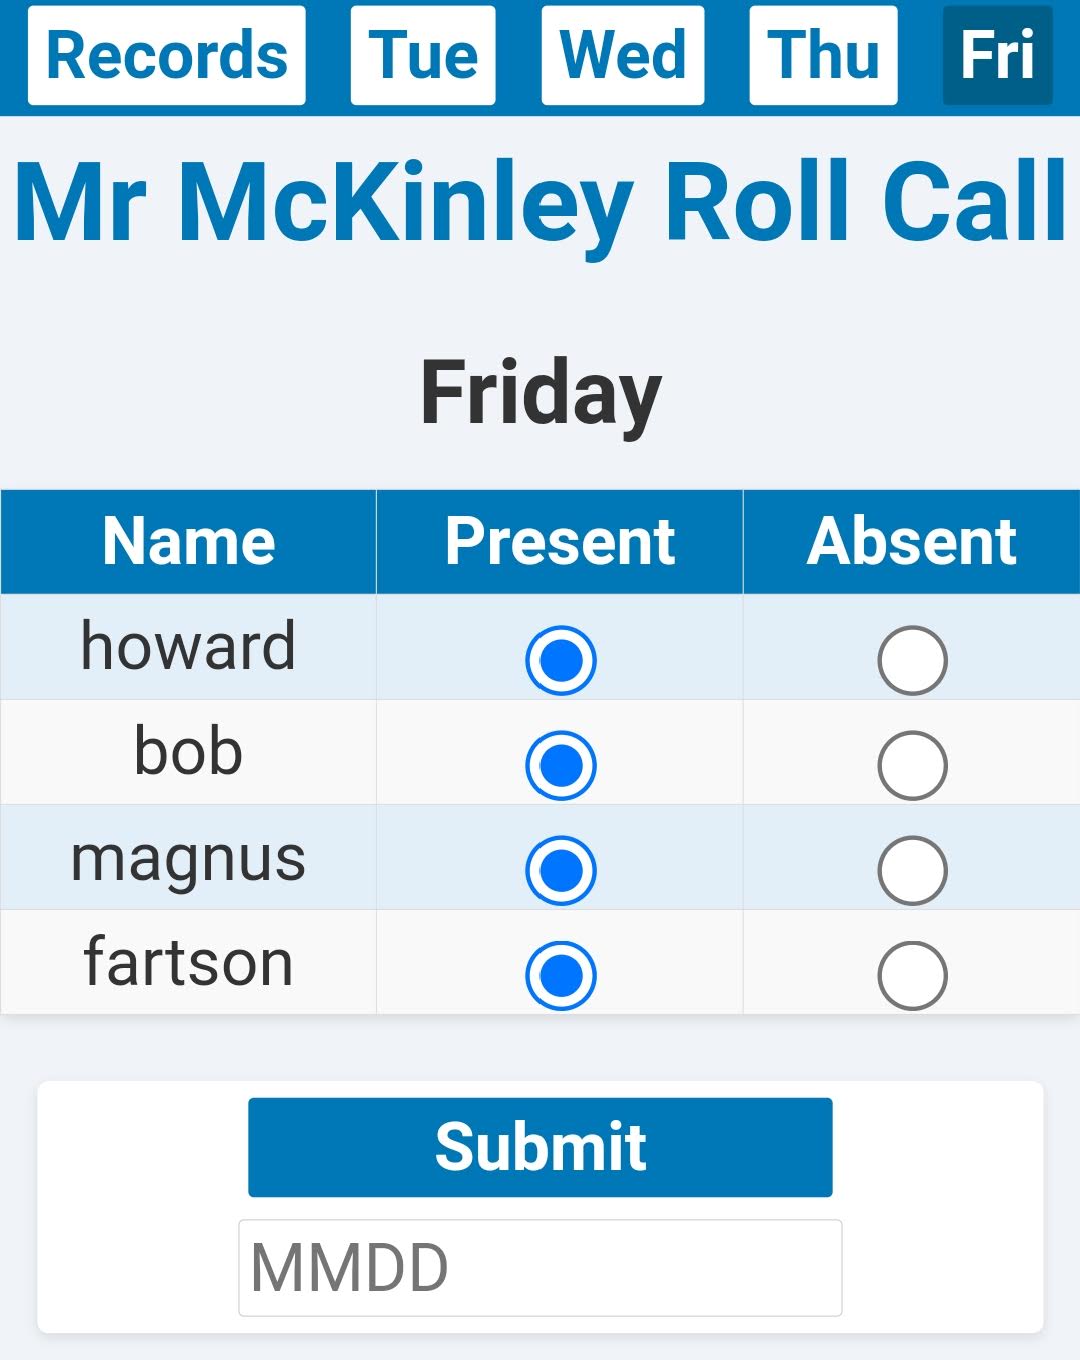 Records Tue Wed Thu Fri
Mr McKinley Roll Call
Friday
Name Present Absent
howard
bob
magnus
fartson
Submit
MMDD